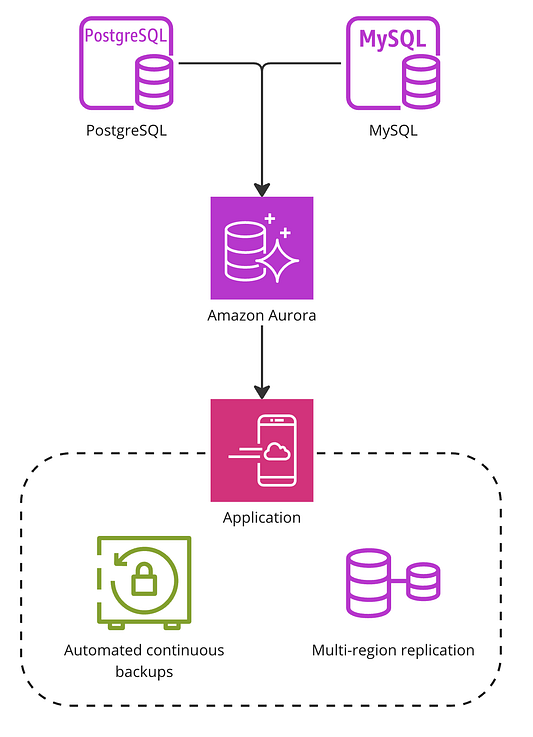 PostgreSQL
MySQL
PostgreSQL
MySQL
Amazon Aurora
Application
Automated continuous
backups
Multi-region replication